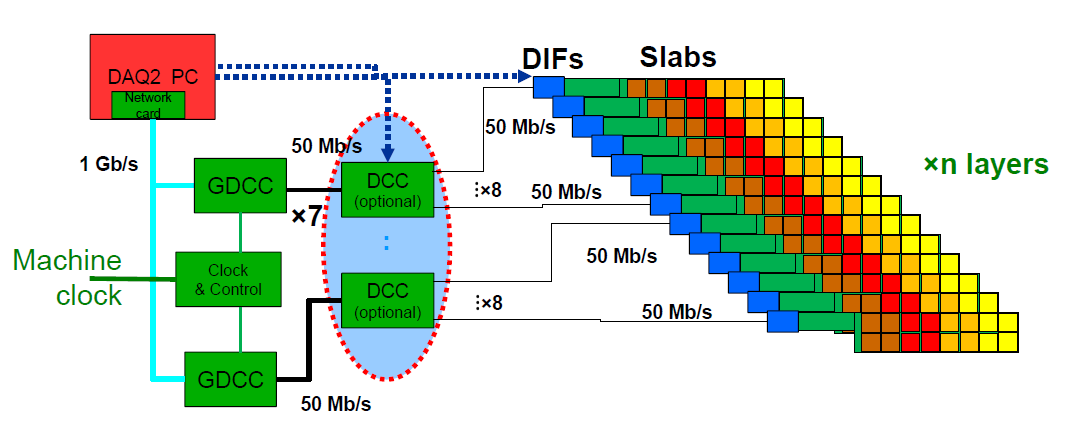 DIFs
Slabs
DAQ2 PC
Network
card
50 Mb/s
50 Mb/s
1 Gb/s
GDCC
DCC
(optional)
⋮×8
50 Mb/s
×n layers
×7
:
Machine
clock
Clock
& Control
50 Mb/s
DCC
(optional)
⋮×8
50 Mb/s
GDCC
50 Mb/s